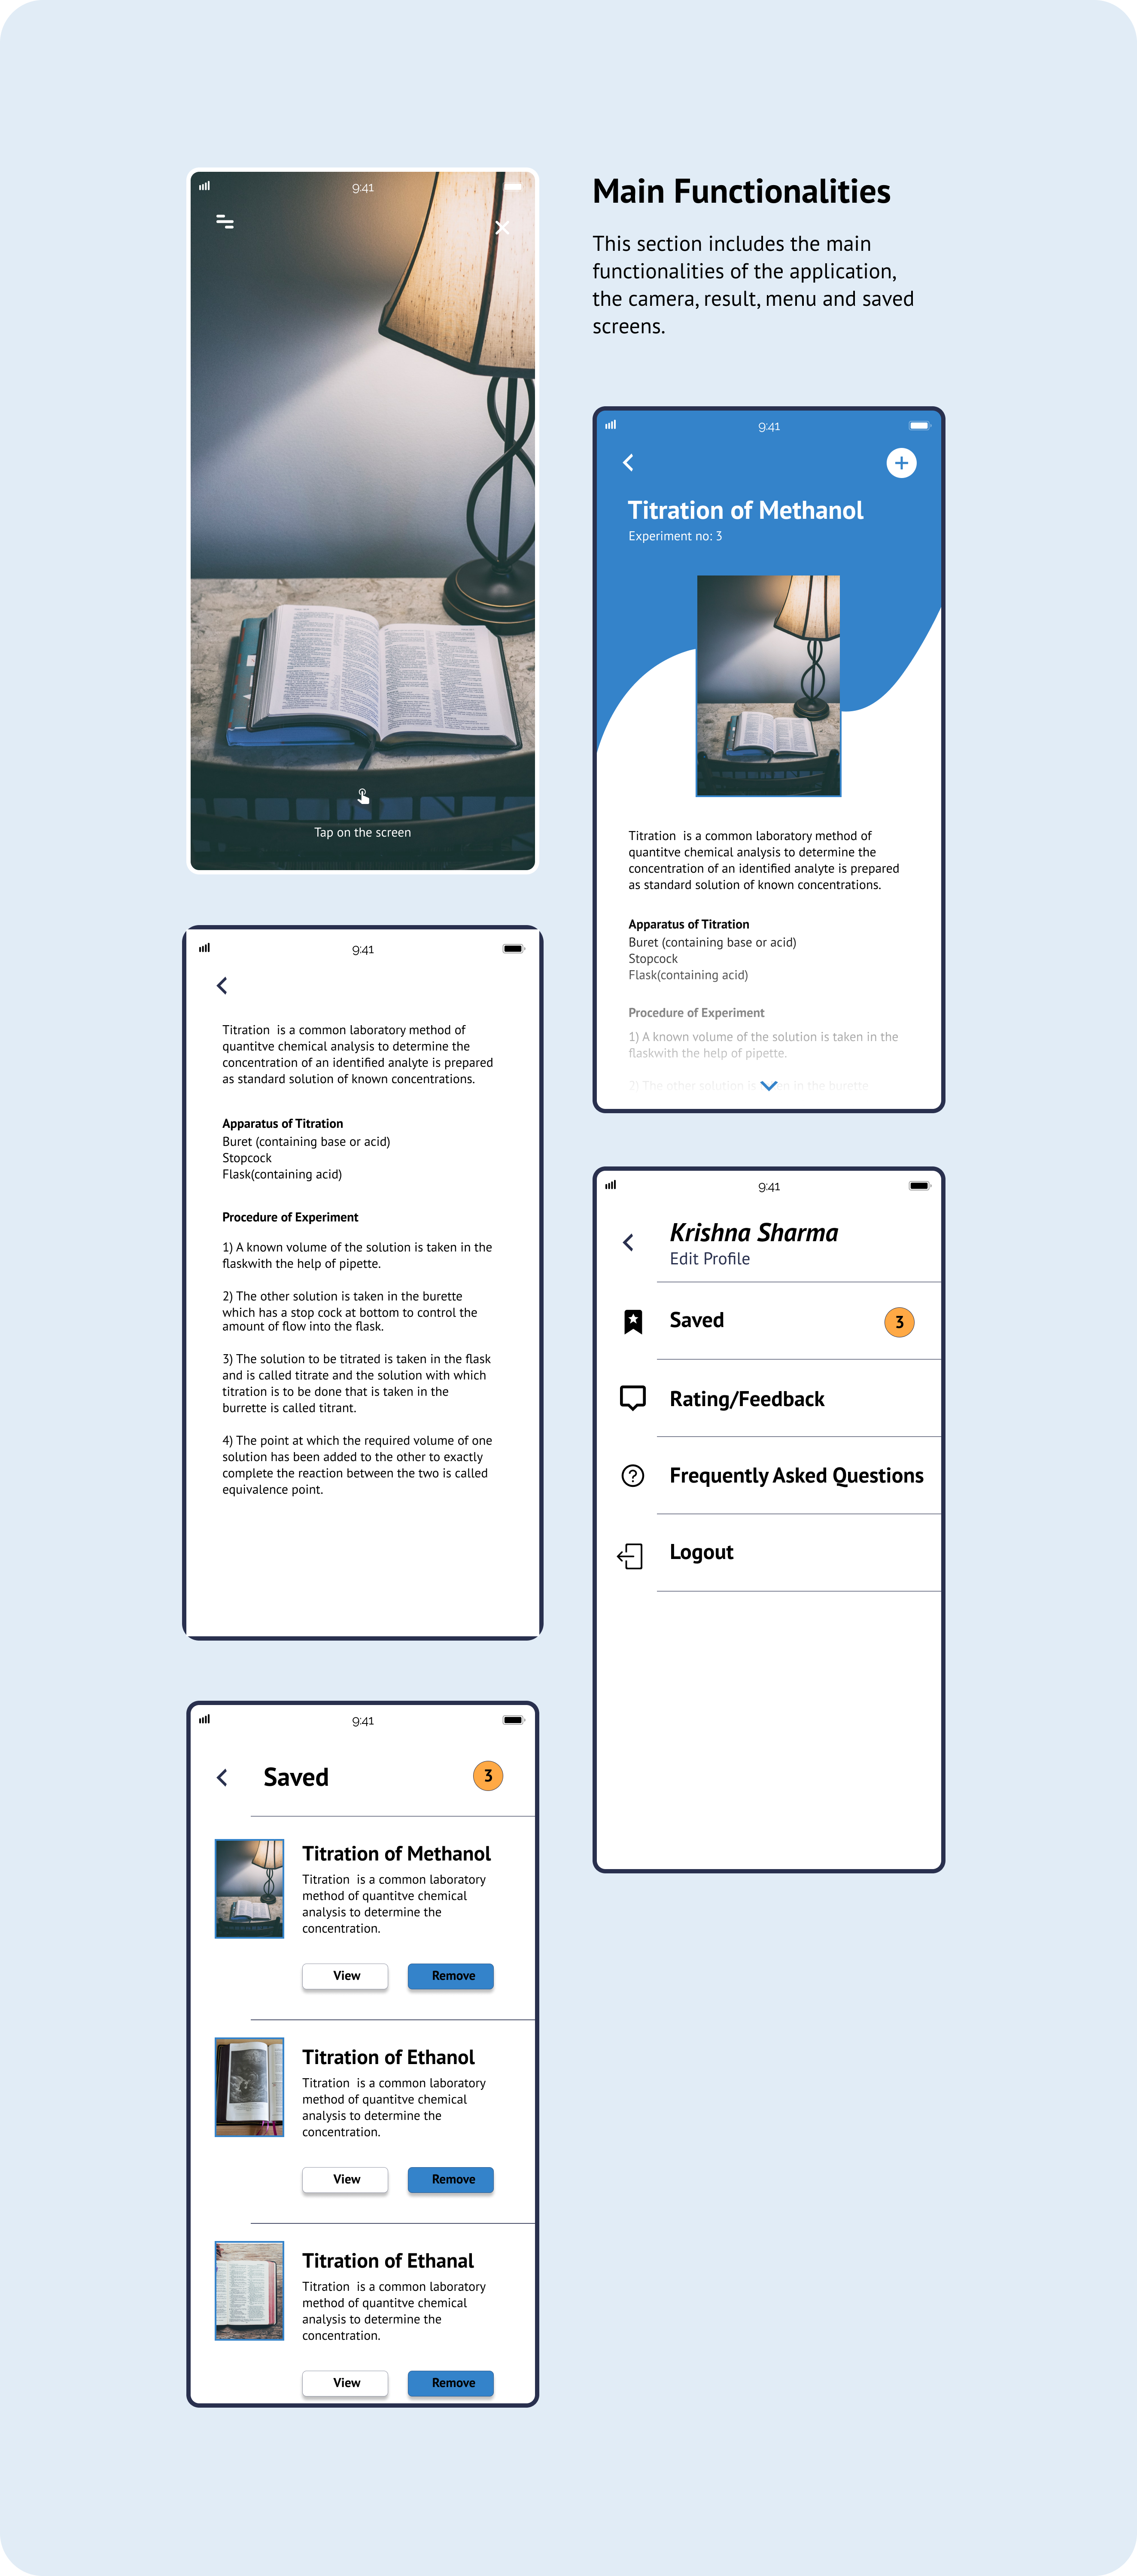 9:41
Tap on the screen
Main Functionalities
This section includes the main
functionalities of the application,
the camera, result, menu and saved
screens.
9:41
Titration of Methanol
Experiment no: 3
Titration  is a common laboratory method of
quantitve chemical analysis to determine the
concentration of an identified analyte is prepared
as standard solution of known concentrations.
Apparatus of Titration
Buret (containing base or acid)
Stopcock
Flask(containing acid)
Procedure of Experiment
1) A known volume of the solution is taken in the
flaskwith the help of pipette.
2) The other solution is taken in the burette
9:41
Titration  is a common laboratory method of
quantitve chemical analysis to determine the
concentration of an identified analyte is prepared
as standard solution of known concentrations.
Apparatus of Titration
Buret (containing base or acid)
Stopcock
Flask(containing acid)
Procedure of Experiment
1) A known volume of the solution is taken in the
flaskwith the help of pipette.
2) The other solution is taken in the burette
which has a stop cock at bottom to control the
amount of flow into the flask.
3) The solution to be titrated is taken in the flask
and is called titrate and the solution with which
titration is to be done that is taken in the
burrette is called titrant.
4) The point at which the required volume of one
solution has been added to the other to exactly
complete the reaction between the two is called
equivalence point.
9:41
Krishna Sharma
Edit Profile
Saved 3
Rating/Feedback
Frequently Asked Questions
Logout
9:41
Saved 3
Titration of Methanol
Titration  is a common laboratory
method of quantitve chemical
analysis to determine the
concentration.
View Remove
Titration of Ethanol
Titration  is a common laboratory
method of quantitve chemical
analysis to determine the
concentration.
View Remove
Titration of Ethanal
Titration  is a common laboratory
method of quantitve chemical
analysis to determine the
concentration.
View Remove